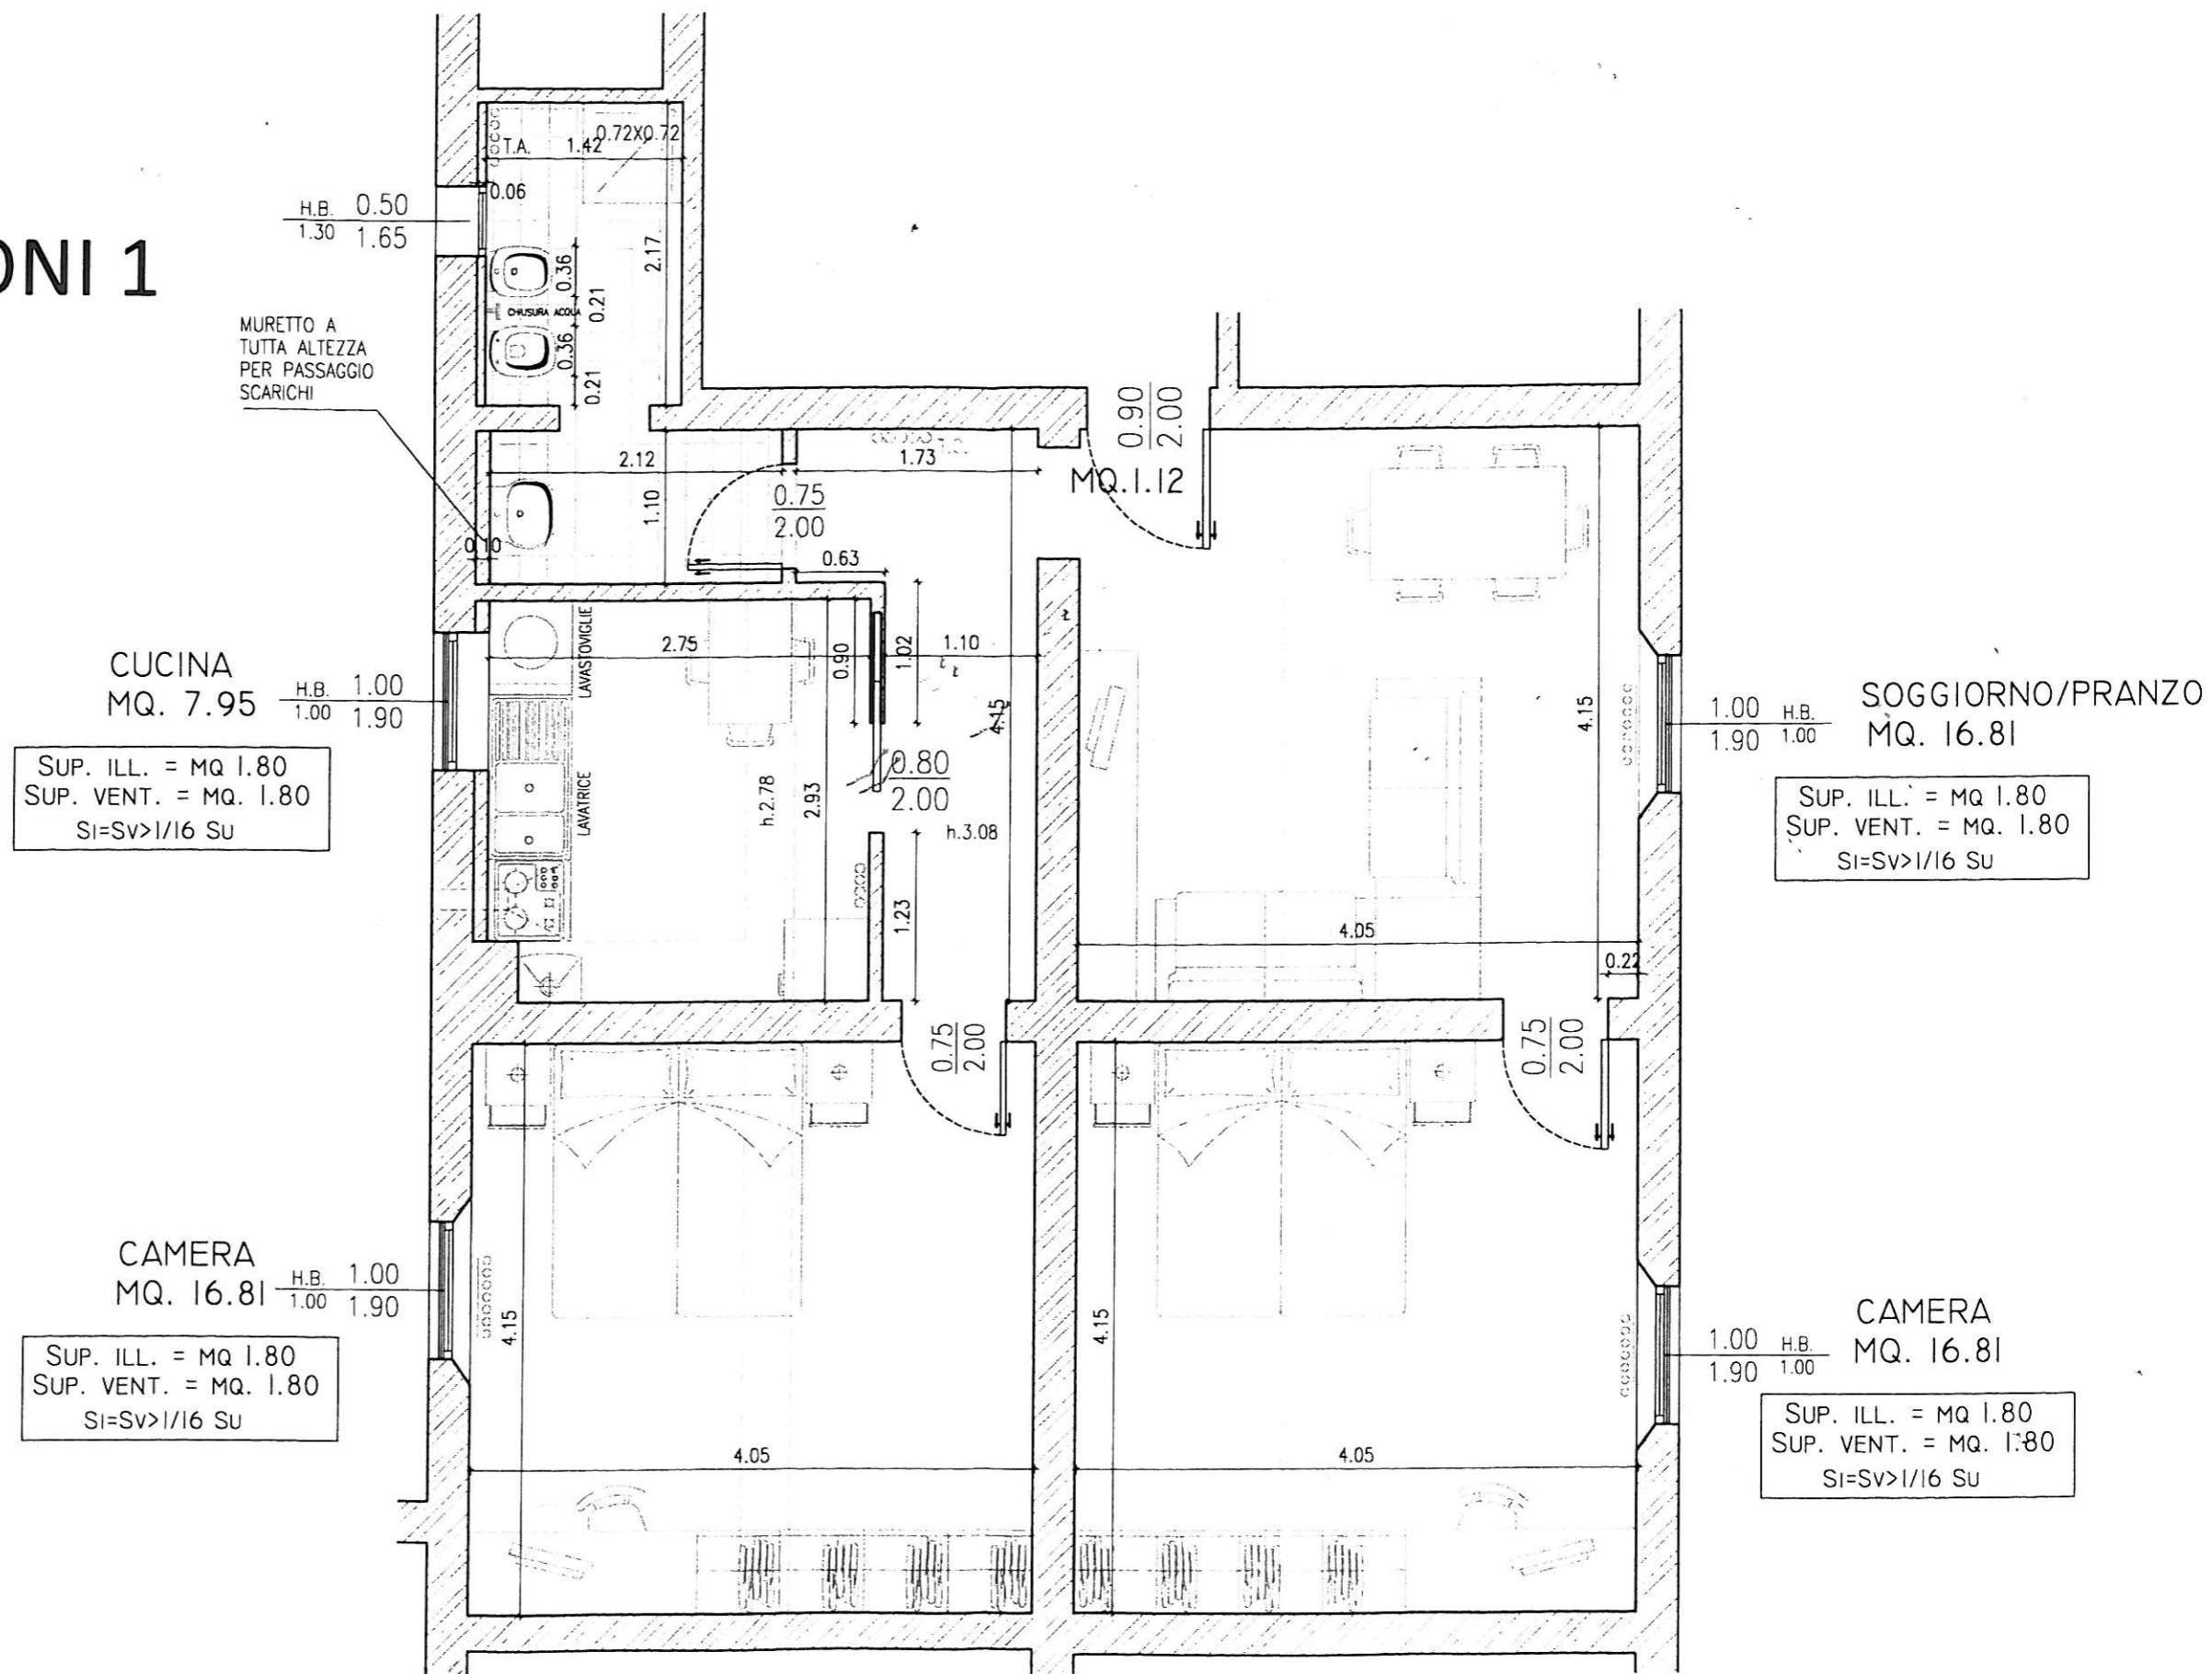 ONI 1
0.72X0.72
T.A. 1.42
0.06
H.B. 0.50
1.30 1.65
2.17
0.36
0.21
CHIUSURA ACQUA
0.36
0.21
MURETTO A
TUTTA ALTEZZA
PER PASSAGGIO
SCARICHI
0.90
2.00
2.12
1.73
MQ.1.12
1.10
0.75
2.00
0.10
0.63
CUCINA
MQ. 7.95
H.B. 1.00
1.00 1.90
SUP. ILL. = MQ 1.80
SUP. VENT. = MQ. 1.80
SI=SV>1/16 SU
LAVASTOVIGLIE
2.75
0.90
1.02
1.10
4.15
LAVATRICE
h.2.78
2.93
0.80
2.00
h.3.08
1.23
4.15
1.00 H.B.
1.90 1.00
SOGGIORNO/PRANZO
MQ. 16.81
SUP. ILL. = MQ 1.80
SUP. VENT. = MQ. 1.80
SI=SV>1/16 SU
4.05
0.22
0.75
2.00
0.75
2.00
CAMERA
MQ. 16.81
H.B. 1.00
1.00 1.90
SUP. ILL. = MQ 1.80
SUP. VENT. = MQ. 1.80
SI=SV>1/16 SU
4.15
4.05
4.15
4.05
1.00 H.B.
1.90 1.00
CAMERA
MQ. 16.81
SUP. ILL. = MQ 1.80
SUP. VENT. = MQ. 1.80
SI=SV>1/16 SU